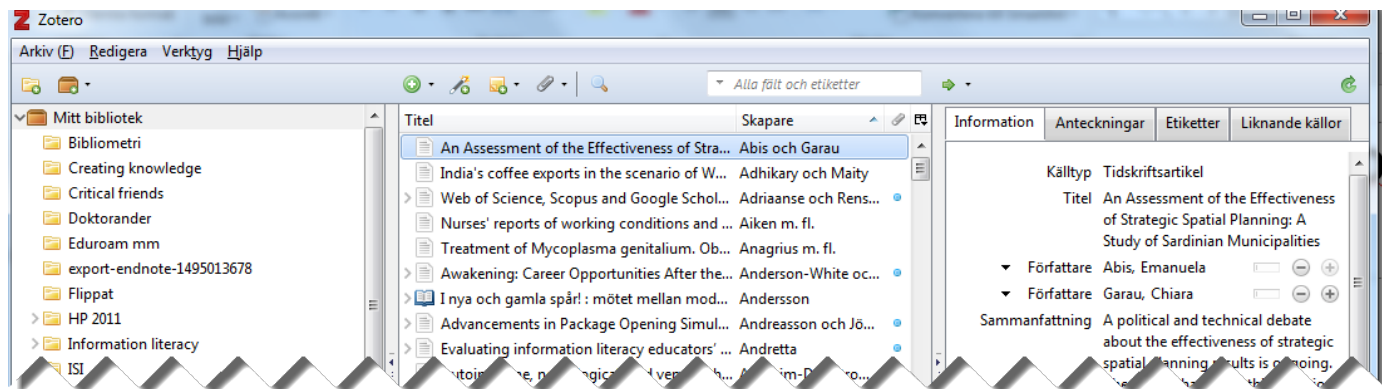 Zotero
Arkiv (F) Redigera Verktyg Hjälp
Alla fält och etiketter
Mitt bibliotek
Bibliometri
Creating knowledge
Critical friends
Doktorander
Eduroam mm
export-endnote-1495013678
Flippat
HP 2011
Information literacy
ISI
Titel Skapare
An Assessment of the Effectiveness of Stra... Abis och Garau
India's coffee exports in the scenario of W... Adhikary och Maity
Web of Science, Scopus and Google Schol... Adriaanse och Rens...
Nurses' reports of working conditions and ... Aiken m. fl.
Treatment of Mycoplasma genitalium. Ob... Anagrius m. fl.
Awakening: Career Opportunities After the... Anderson-White oc...
I nya och gamla spår! : mötet mellan mod... Andersson
Advancements in Package Opening Simul... Andreasson och Jö...
Evaluating information literacy educators' ... Andretta
Information Anteckningar Etiketter Liknande källor
Källtyp Tidskriftsartikel
Titel An Assessment of the Effectiveness
of Strategic Spatial Planning: A
Study of Sardinian Municipalities
Författare Abis, Emanuela
Författare Garau, Chiara
Sammanfattning A political and technical debate
about the effectiveness of strategic
spatial planning results is ongoing.